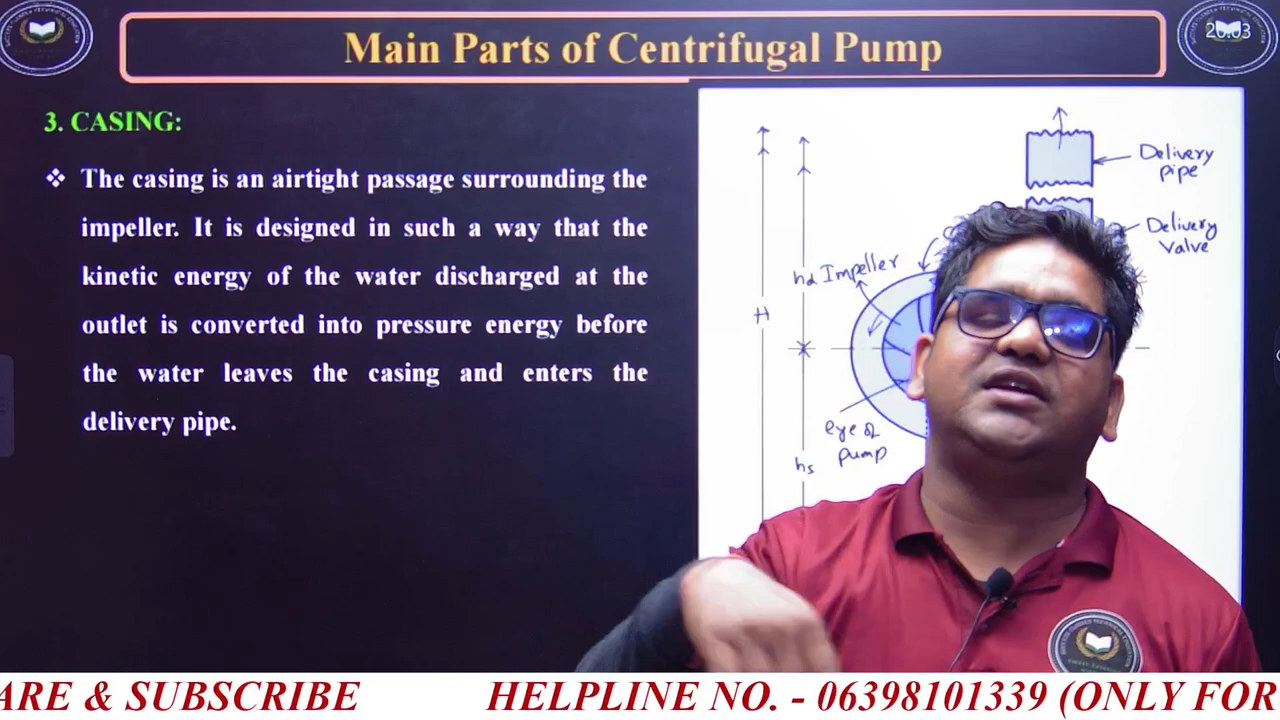 Main Parts of Centrifugal Pump
20:03
3. CASING:
❖ The casing is an airtight passage surrounding the
impeller. It is designed in such a way that the
kinetic energy of the water discharged at the
outlet is converted into pressure energy before
the water leaves the casing and enters the
delivery pipe.
Delivery
pipe
Delivery
Valve
hd Impeller
H
eye of
pump
hs
ARE & SUBSCRIBE HELPLINE NO. - 06398101339 (ONLY FOR